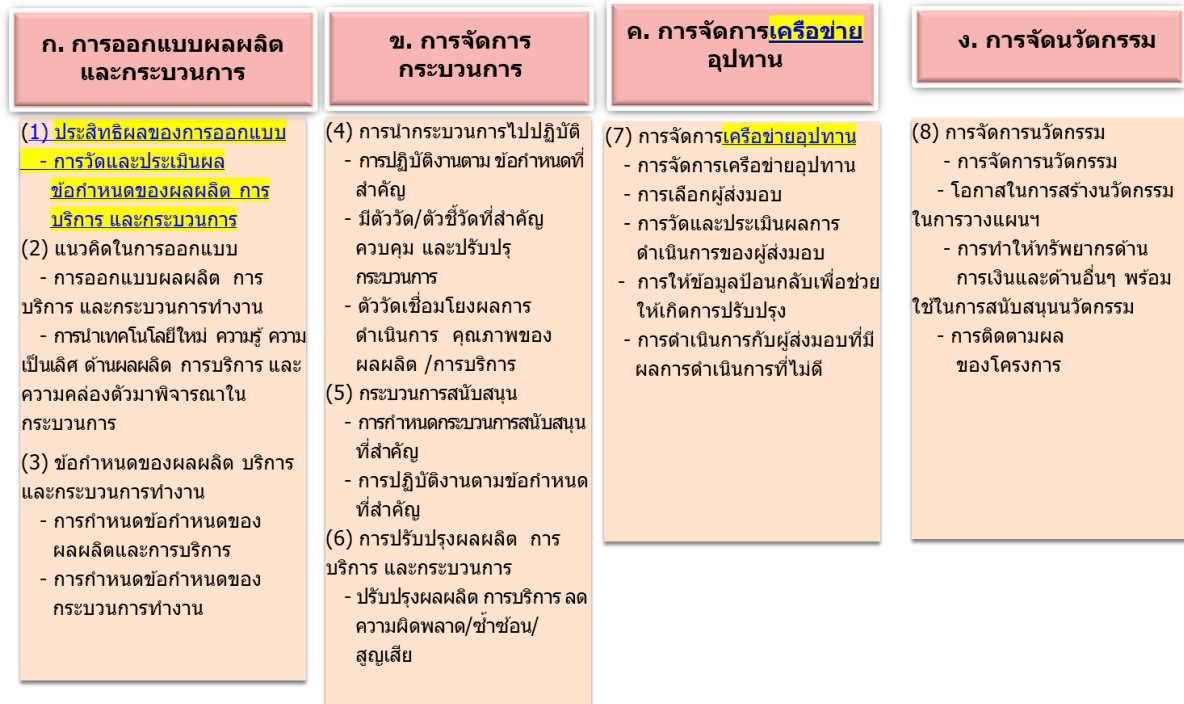 ก. การออกแบบผลผลิต
และกระบวนการ
(1) ประสิทธิผลของการออกแบบ
- การวัดและประเมินผล
ข้อกำหนดของผลผลิต การ
บริการ และกระบวนการ
(2) แนวคิดในการออกแบบ
- การออกแบบผลผลิต การ
บริการ และกระบวนการทำงาน
- การนำเทคโนโลยีใหม่ ความรู้ ความ
เป็นเลิศ ด้านผลผลิต การบริการ และ
ความคล่องตัวมาพิจารณาใน
กระบวนการ
(3) ข้อกำหนดของผลผลิต บริการ
และกระบวนการทำงาน
- การกำหนดข้อกำหนดของ
ผลผลิตและการบริการ
- การกำหนดข้อกำหนดของ
กระบวนการทำงาน
ข. การจัดการ
กระบวนการ
(4) การนำกระบวนการไปปฏิบัติ
- การปฏิบัติงานตาม ข้อกำหนดที่
สำคัญ
- มีตัววัด/ตัวชี้วัดที่สำคัญ
ควบคุม และปรับปรุ
กระบวนการ
- ตัววัดเชื่อมโยงผลการ
ดำเนินการ คุณภาพของ
ผลผลิต /การบริการ
(5) กระบวนการสนับสนุน
- การกำหนดกระบวนการสนับสนุน
ที่สำคัญ
- การปฏิบัติงานตามข้อกำหนด
ที่สำคัญ
(6) การปรับปรุงผลผลิต การ
บริการ และกระบวนการ
- ปรับปรุงผลผลิต การบริการ ลด
ความผิดพลาด/ซ้ำซ้อน/
สูญเสีย
ค. การจัดการเครือข่าย
อุปทาน
(7) การจัดการเครือข่ายอุปทาน
- การจัดการเครือข่ายอุปทาน
- การเลือกผู้ส่งมอบ
- การวัดและประเมินผลการ
ดำเนินการของผู้ส่งมอบ
- การให้ข้อมูลป้อนกลับเพื่อช่วย
ให้เกิดการปรับปรุง
- การดำเนินการกับผู้ส่งมอบที่มี
ผลการดำเนินการที่ไม่ดี
ง. การจัดนวัตกรรม
(8) การจัดการนวัตกรรม
- การจัดการนวัตกรรม
- โอกาสในการสร้างนวัตกรรม
ในการวางแผนฯ
- การทำให้ทรัพยากรด้าน
การเงินและด้านอื่นๆ พร้อม
ใช้ในการสนับสนุนนวัตกรรม
- การติดตามผล
ของโครงการ